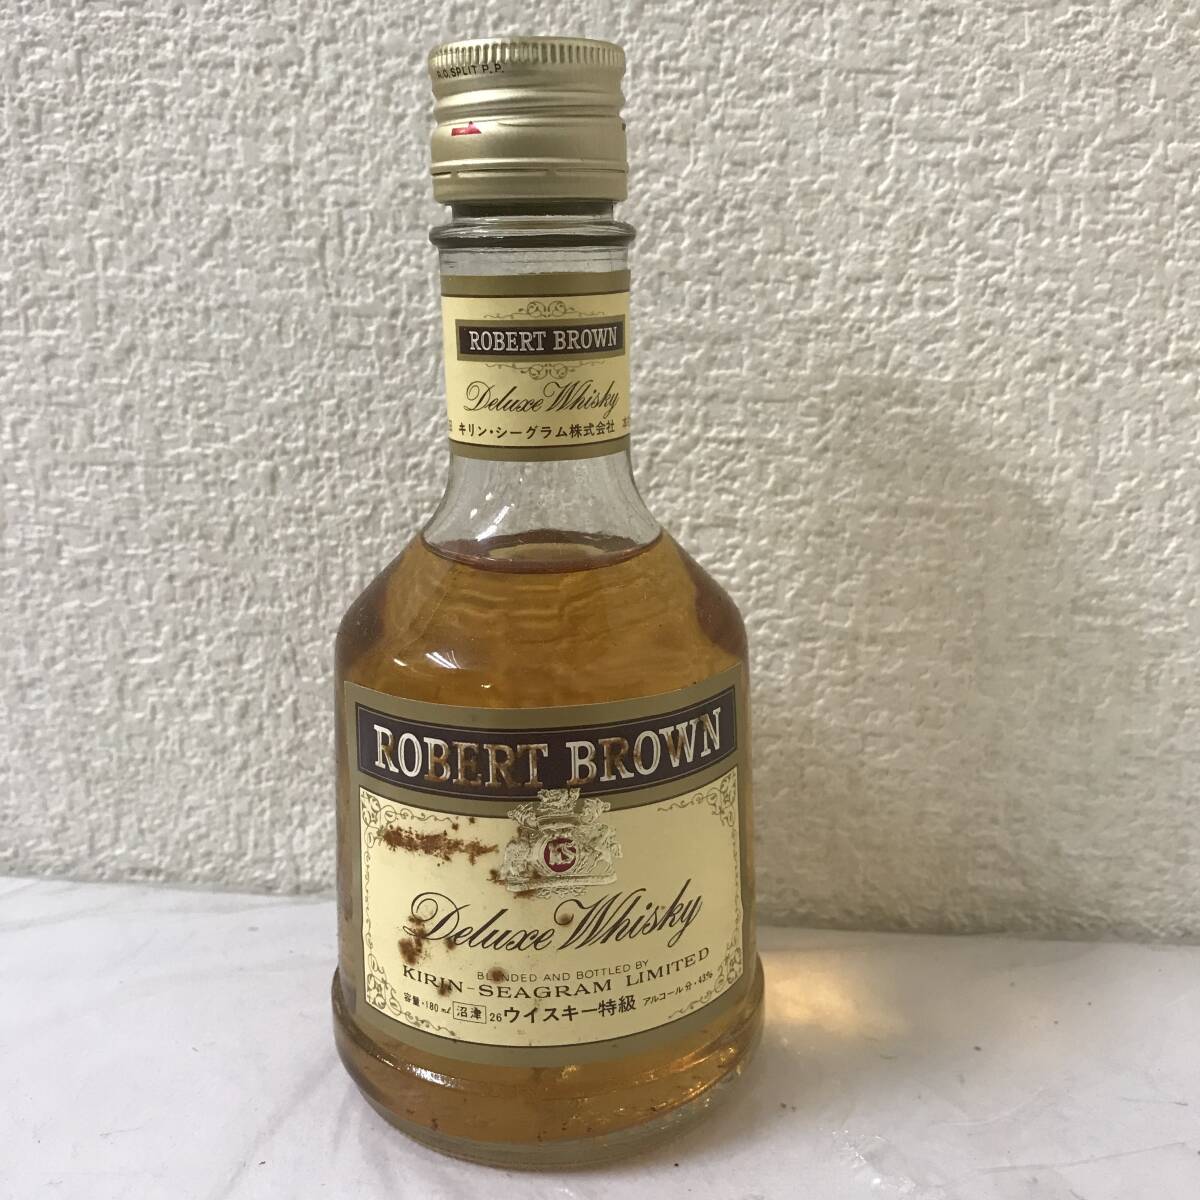 R.O.SPLIT P.P.
ROBERT BROWN
Deluxe Whisky
キリン・シーグラム株式会社
ROBERT BROWN
KS
Deluxe Whisky
BLENDED AND BOTTLED BY
KIRIN-SEAGRAM LIMITED
容量・180ml 沼津 26 ウイスキー特級 アルコール分・43%